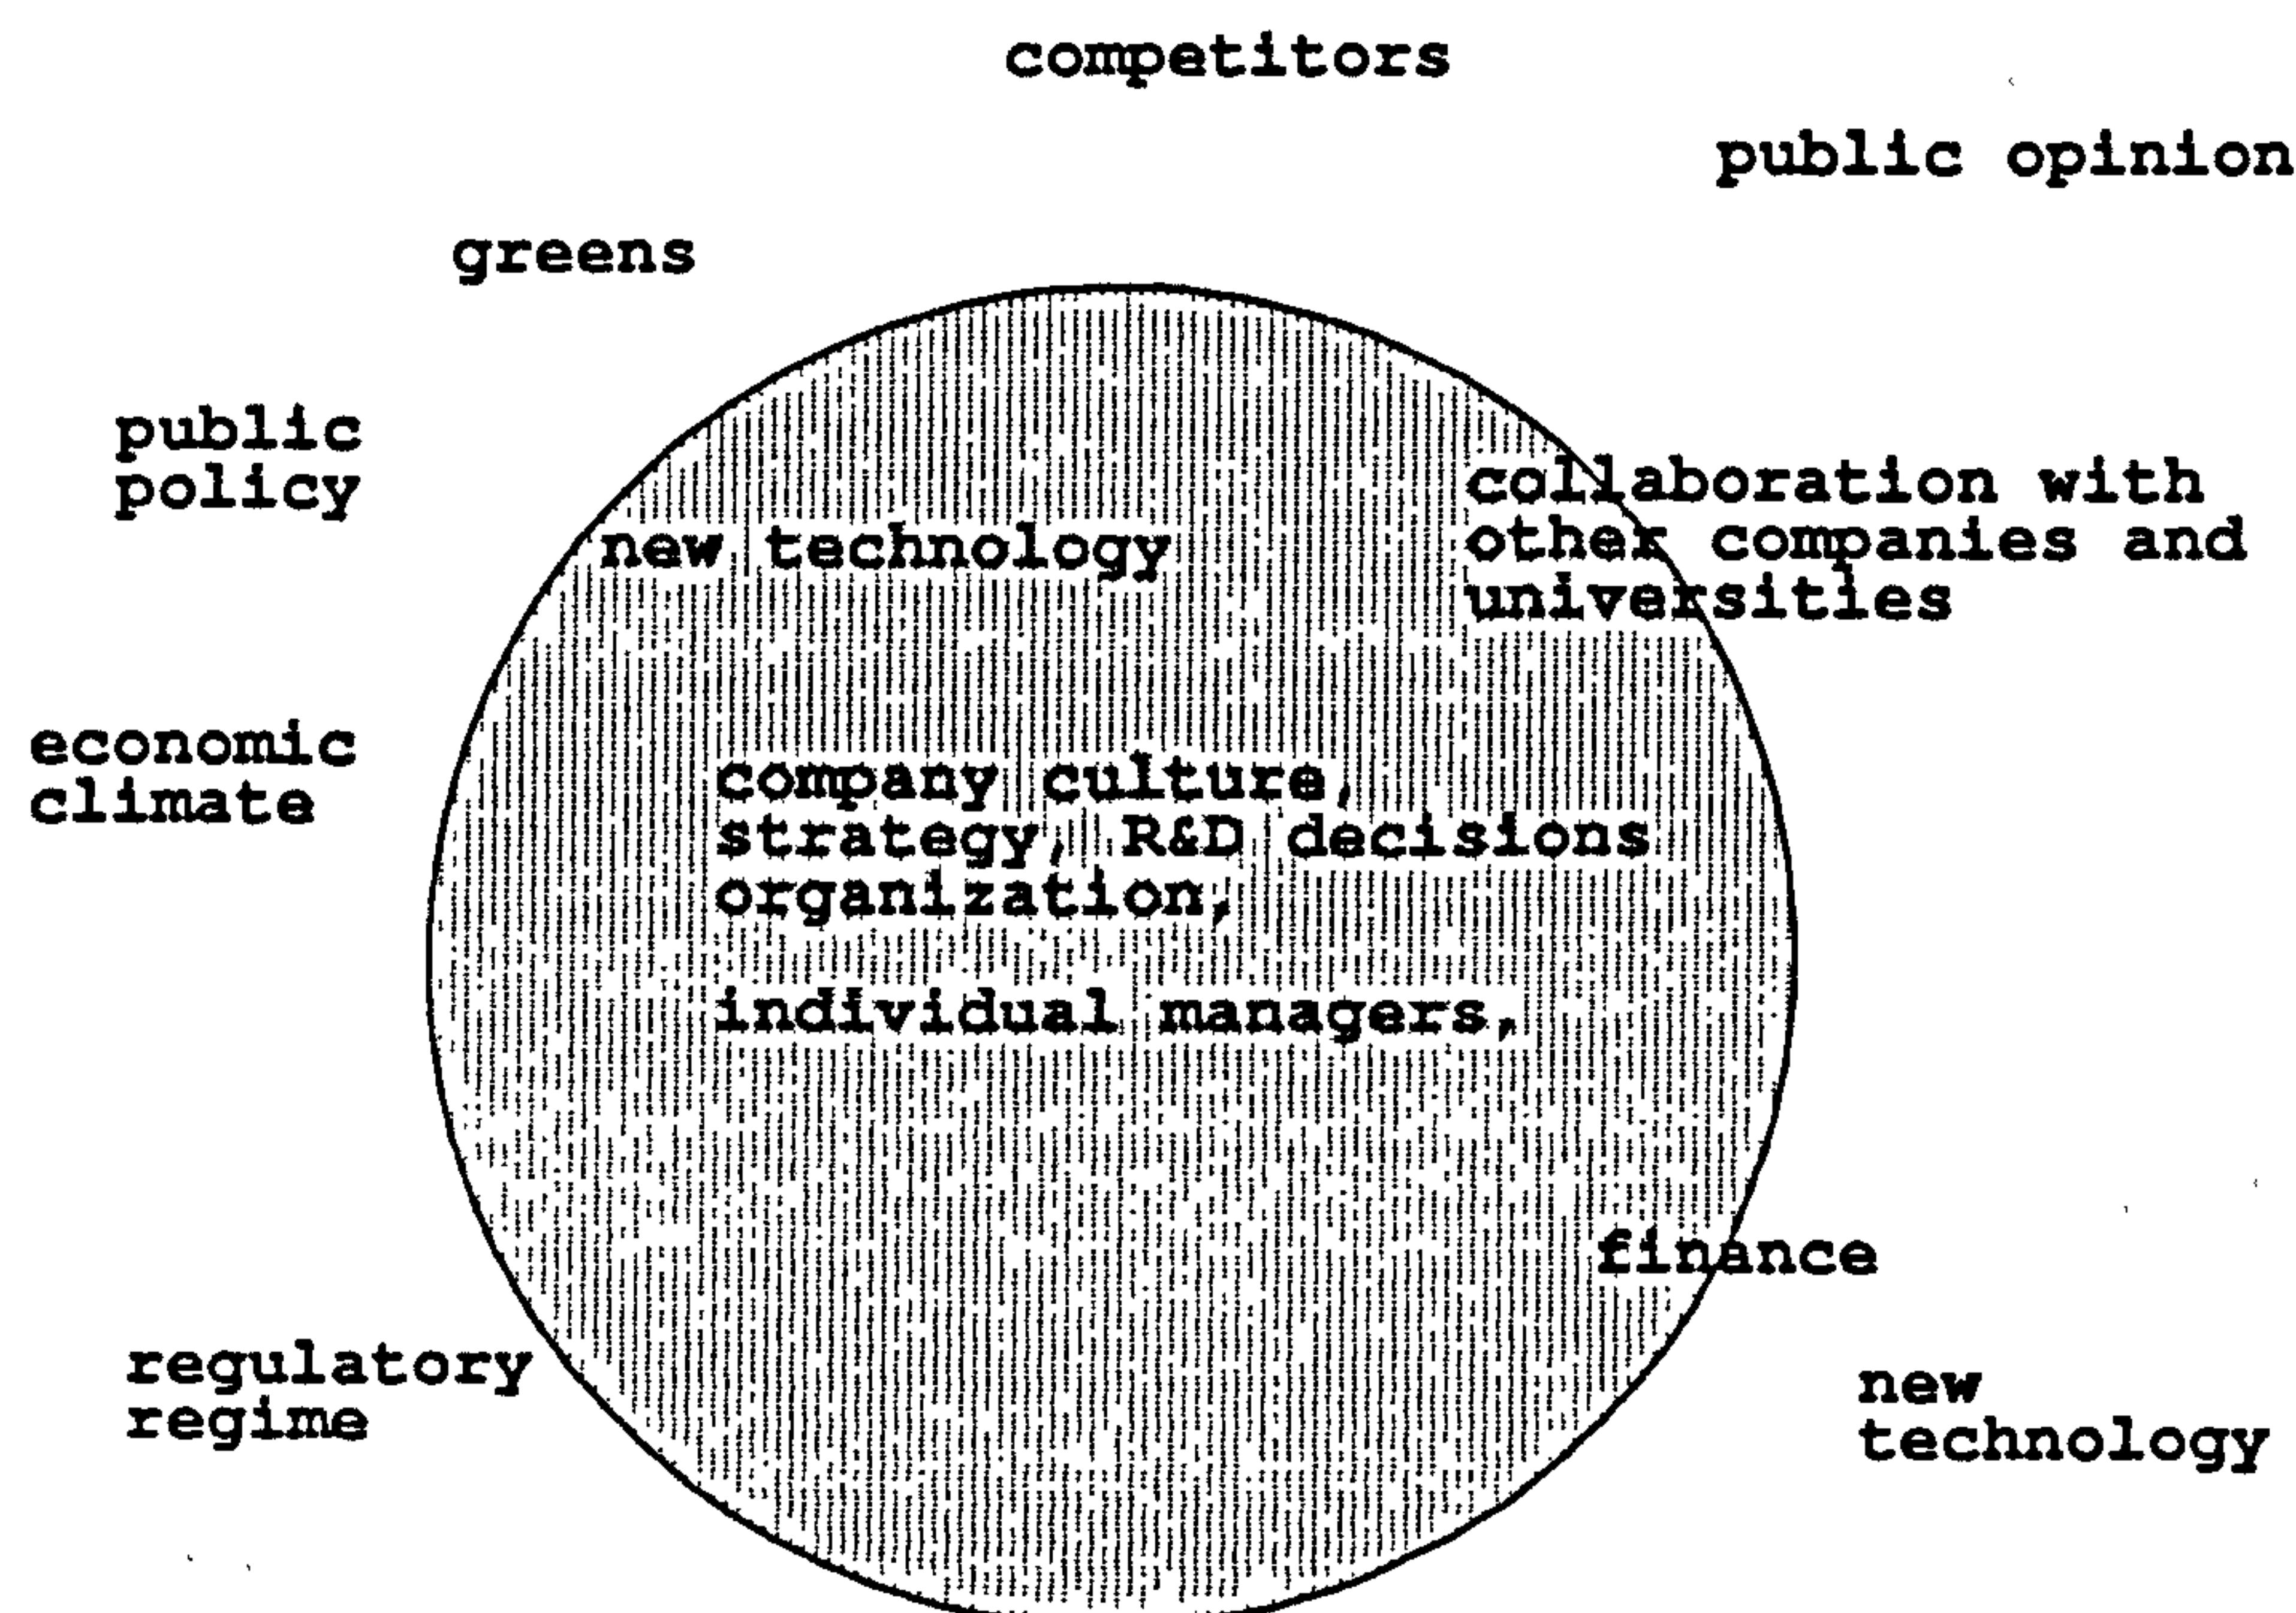 competitors
public opinion
greens
public
policy
collaboration with
other companies and
universities
new technology
economic
climate
company culture,
strategy, R&D decisions
organization,
individual managers,
finance
regulatory
regime
new
technology